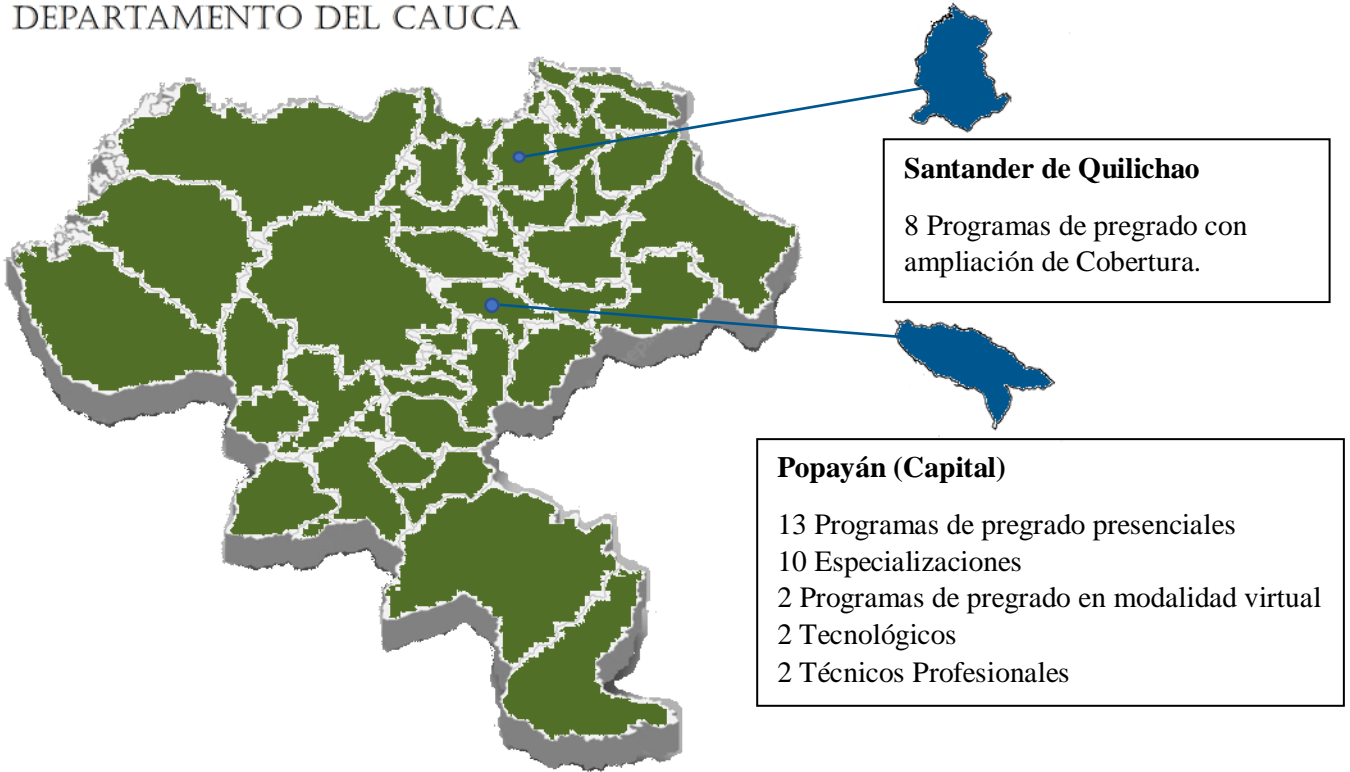 DEPARTAMENTO DEL CAUCA
Santander de Quilichao
8 Programas de pregrado con
ampliación de Cobertura.
Popayán (Capital)
13 Programas de pregrado presenciales
10 Especializaciones
2 Programas de pregrado en modalidad virtual
2 Tecnológicos
2 Técnicos Profesionales